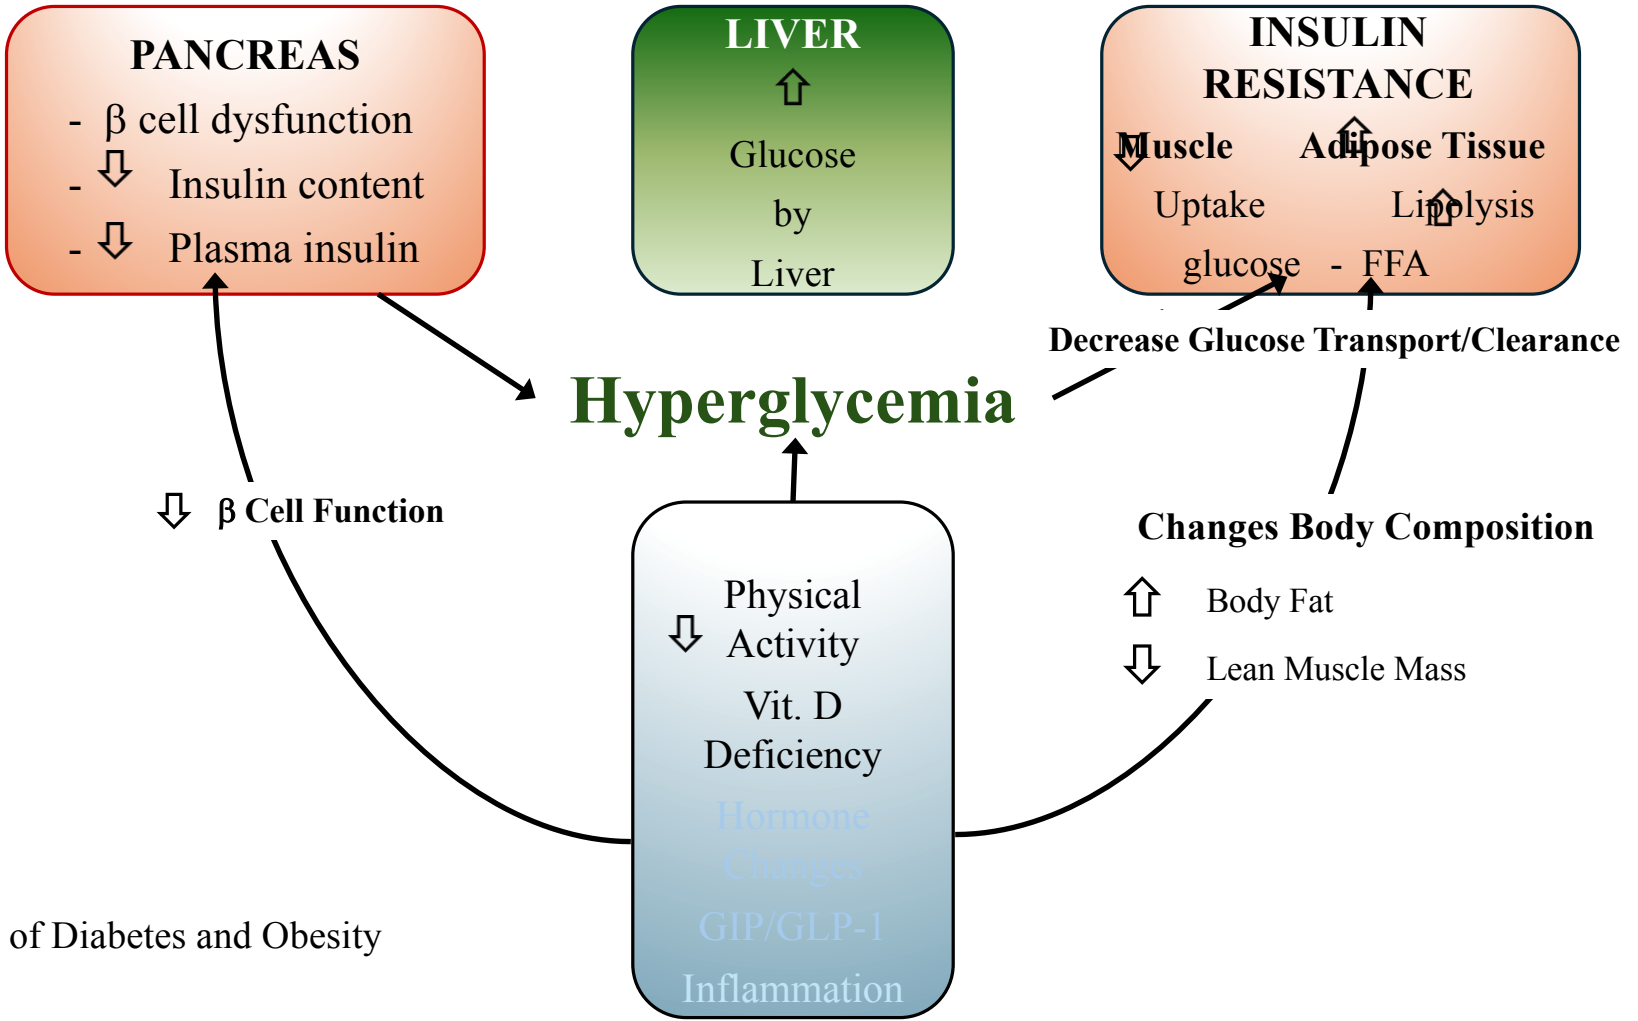 PANCREAS
- β cell dysfunction
- Insulin content
- Plasma insulin
LIVER
Glucose
by
Liver
INSULIN
RESISTANCE
Muscle Adipose Tissue
Uptake Lipolysis
glucose - FFA
Decrease Glucose Transport/Clearance
Hyperglycemia
β Cell Function
Changes Body Composition
Body Fat
Lean Muscle Mass
Physical
Activity
Vit. D
Deficiency
Hormone
Changes
GIP/GLP-1
Inflammation
of Diabetes and Obesity